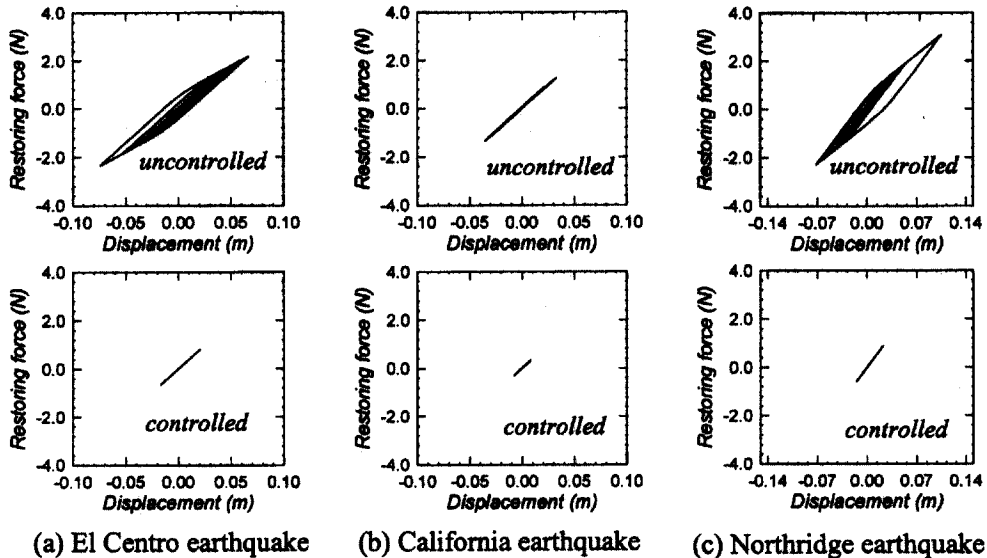 4.0
2.0
0.0
-2.0
-4.0
Restoring force (N)
uncontrolled
-0.10 -0.05 0.00 0.05 0.10
Displacement (m)
4.0
2.0
0.0
-2.0
-4.0
Restoring force (N)
uncontrolled
-0.10 -0.05 0.00 0.05 0.10
Displacement (m)
4.0
2.0
0.0
-2.0
-4.0
Restoring force (N)
uncontrolled
-0.14 -0.07 0.00 0.07 0.14
Displacement (m)
4.0
2.0
0.0
-2.0
-4.0
Restoring force (N)
controlled
-0.10 -0.05 0.00 0.05 0.10
Displacement (m)
4.0
2.0
0.0
-2.0
-4.0
Restoring force (N)
controlled
-0.10 -0.05 0.00 0.05 0.10
Displacement (m)
4.0
2.0
0.0
-2.0
-4.0
Restoring force (N)
controlled
-0.14 -0.07 0.00 0.07 0.14
Displacement (m)
(a) El Centro earthquake
(b) California earthquake
(c) Northridge earthquake